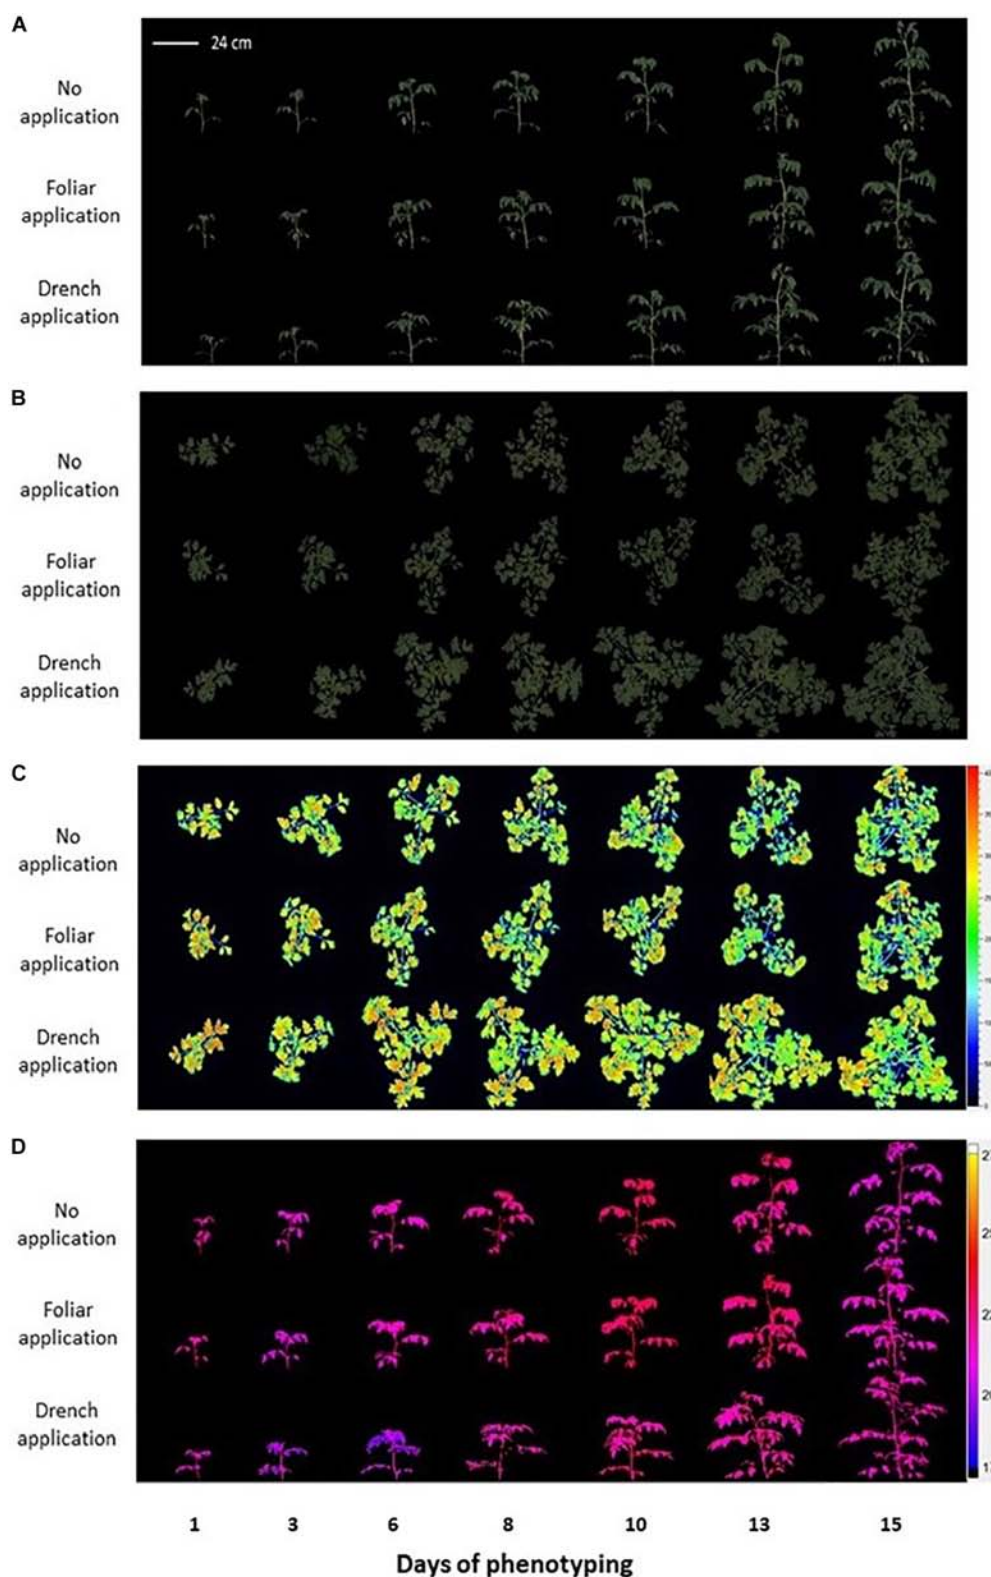 A
24 cm
No
application
Foliar
application
Drench
application
B
No
application
Foliar
application
Drench
application
C
No
application
Foliar
application
Drench
application
D
No
application
Foliar
application
Drench
application
1 3 6 8 10 13 15
Days of phenotyping